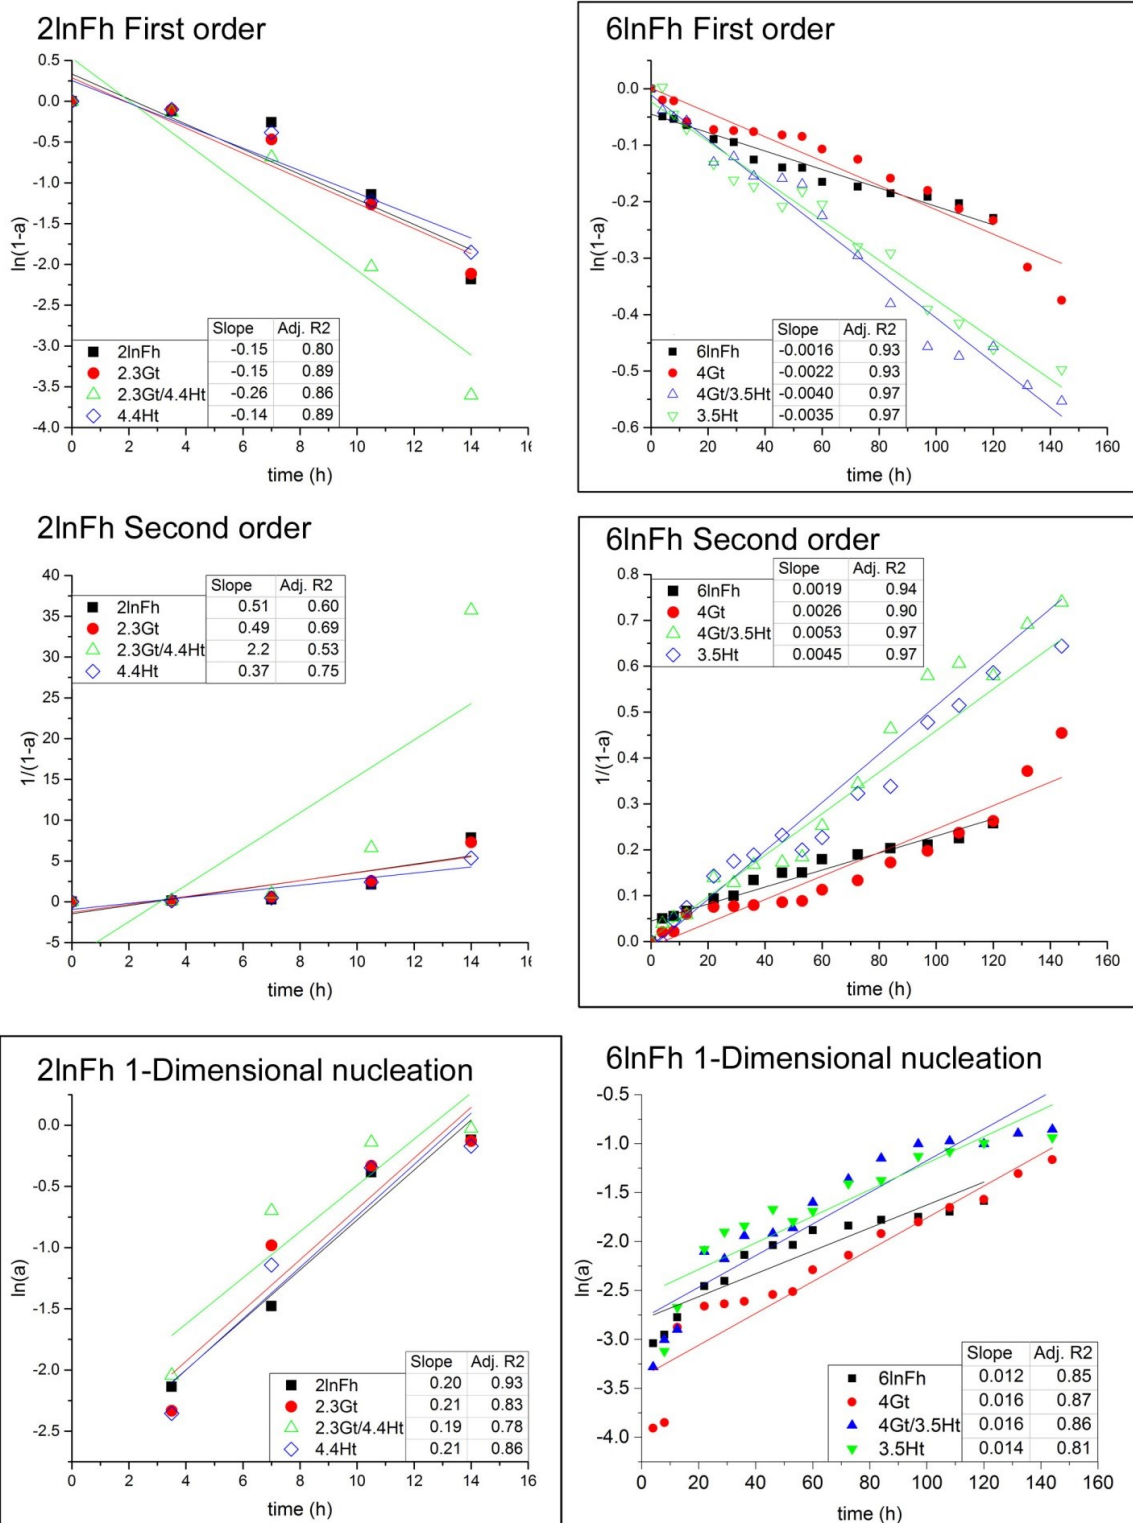 2lnFh First order
0.5
0.0
-0.5
-1.0
-1.5
-2.0
-2.5
-3.0
-3.5
-4.0
ln(1-a)
Slope Adj. R2
2lnFh -0.15 0.80
2.3Gt -0.15 0.89
2.3Gt/4.4Ht -0.26 0.86
4.4Ht -0.14 0.89
0 2 4 6 8 10 12 14
time (h)
6lnFh First order
0.0
-0.1
-0.2
-0.3
-0.4
-0.5
-0.6
ln(1-a)
Slope Adj. R2
6lnFh -0.0016 0.93
4Gt -0.0022 0.93
4Gt/3.5Ht -0.0040 0.97
3.5Ht -0.0035 0.97
0 20 40 60 80 100 120 140 160
time (h)
2lnFh Second order
40
35
30
25
20
15
10
5
0
-5
1/(1-a)
Slope Adj. R2
2lnFh 0.51 0.60
2.3Gt 0.49 0.69
2.3Gt/4.4Ht 2.2 0.53
4.4Ht 0.37 0.75
0 2 4 6 8 10 12 14
time (h)
6lnFh Second order
0.8
0.7
0.6
0.5
0.4
0.3
0.2
0.1
0.0
1/(1-a)
Slope Adj. R2
6lnFh 0.0019 0.94
4Gt 0.0026 0.90
4Gt/3.5Ht 0.0053 0.97
3.5Ht 0.0045 0.97
0 20 40 60 80 100 120 140 160
time (h)
2lnFh 1-Dimensional nucleation
0.0
-0.5
-1.0
-1.5
-2.0
-2.5
ln(a)
Slope Adj. R2
2lnFh 0.20 0.93
2.3Gt 0.21 0.83
2.3Gt/4.4Ht 0.19 0.78
4.4Ht 0.21 0.86
0 2 4 6 8 10 12 14 16
time (h)
6lnFh 1-Dimensional nucleation
-0.5
-1.0
-1.5
-2.0
-2.5
-3.0
-3.5
-4.0
ln(a)
Slope Adj. R2
6lnFh 0.012 0.85
4Gt 0.016 0.87
4Gt/3.5Ht 0.016 0.86
3.5Ht 0.014 0.81
0 20 40 60 80 100 120 140 160
time (h)